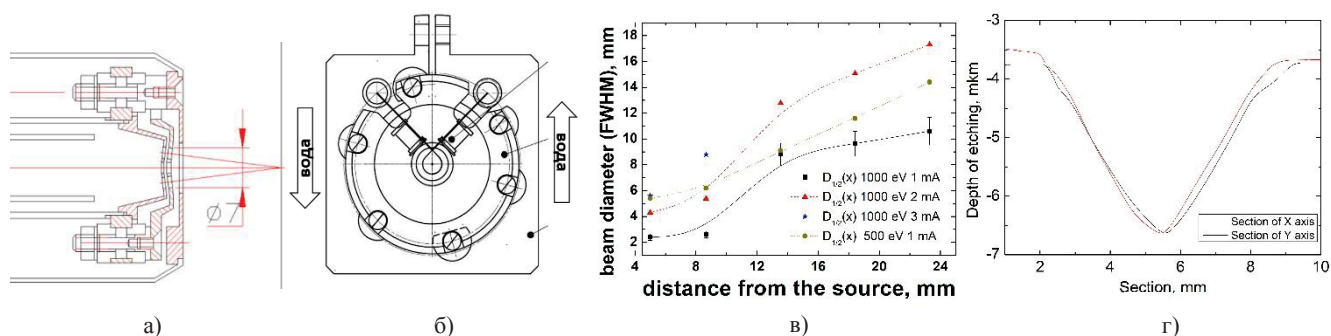 Ø 7
вода
вода
beam diameter (FWHM), mm
18
16
14
12
10
8
6
4
2
D1/2(x) 1000 eV 1 mA
D1/2(x) 1000 eV 2 mA
D1/2(x) 1000 eV 3 mA
D1/2(x) 500 eV 1 mA
4 8 12 16 20 24
distance from the source, mm
Depth of etching, mkm
-3
-4
-5
-6
-7
Section of X axis
Section of Y axis
2 4 6 8 10
Section, mm
а) б) в) г)